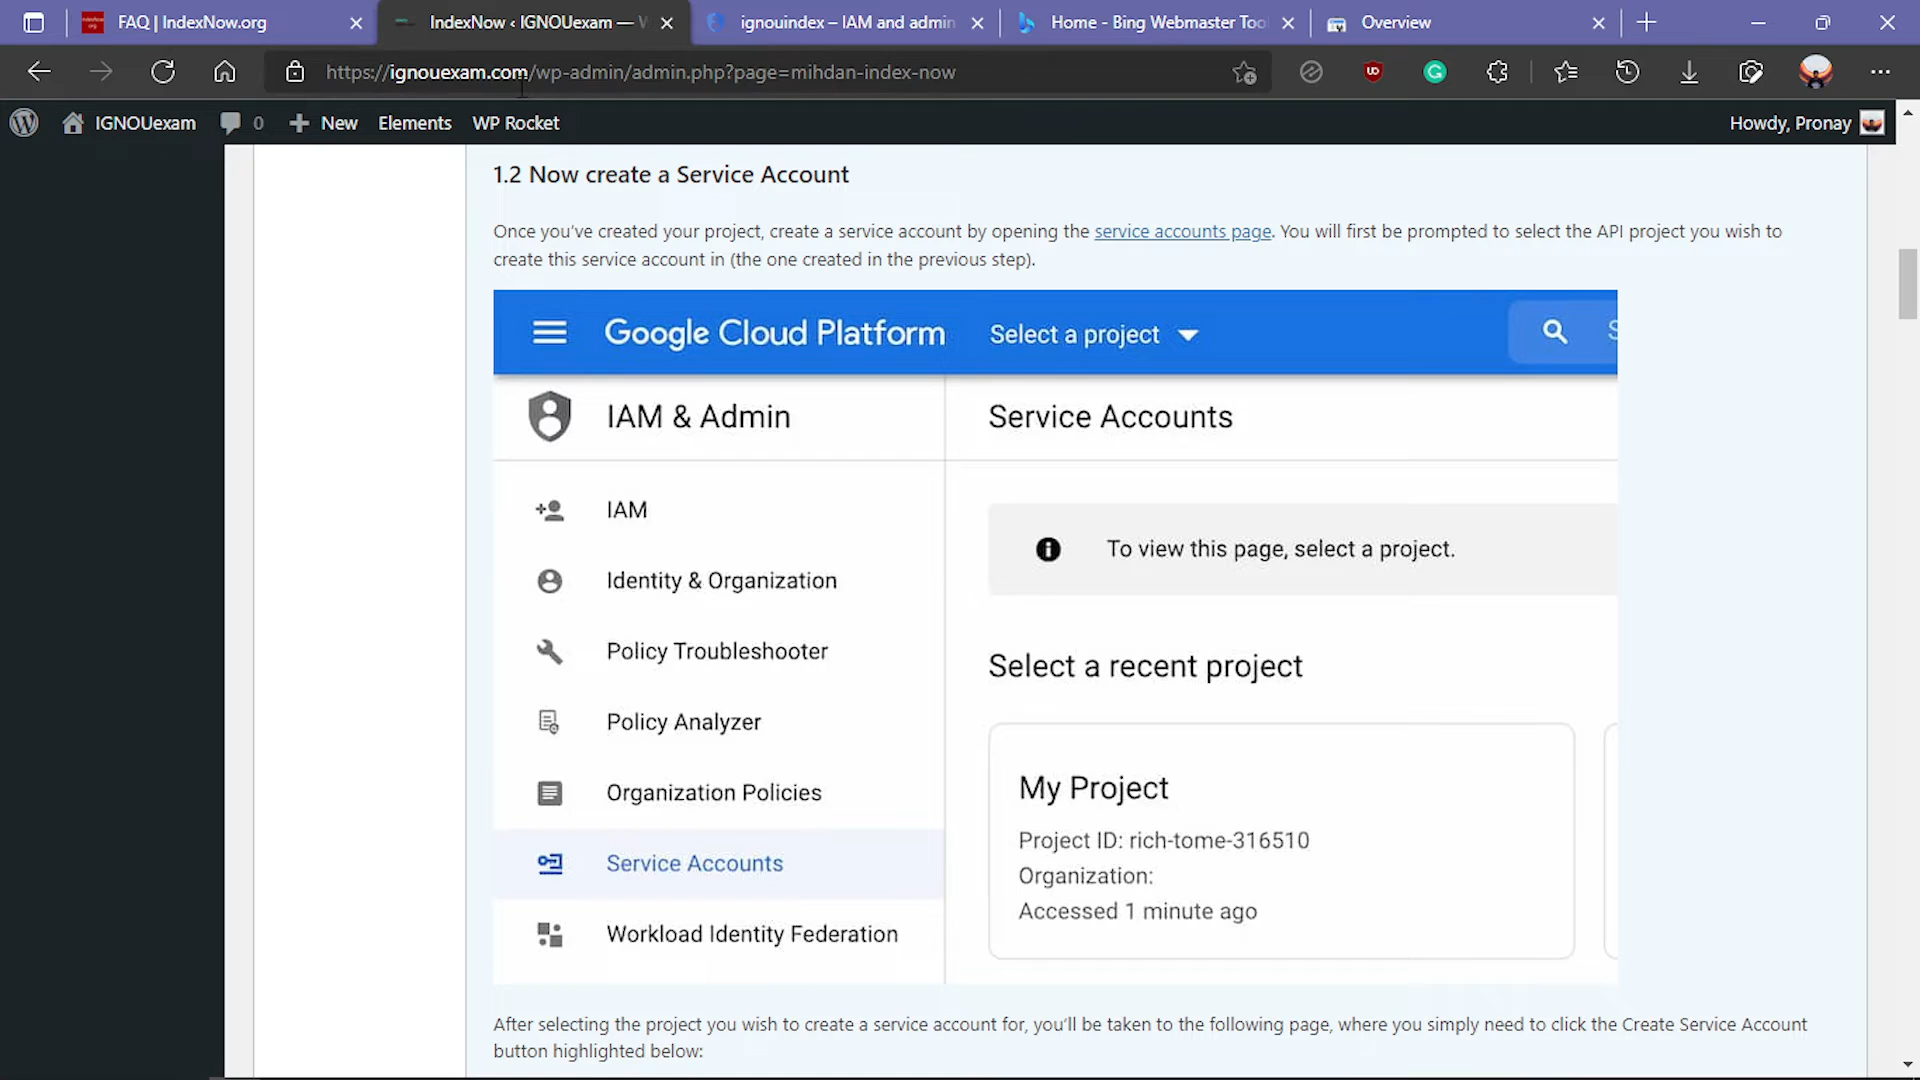 FAQ | IndexNow.org
IndexNow ‹ IGNOUexam —
ignouindex – IAM and admin
Home - Bing Webmaster Too
Overview
https://ignouexam.com/wp-admin/admin.php?page=mihdan-index-now
IGNOUexam
0
New
Elements
WP Rocket
Howdy, Pronay
1.2 Now create a Service Account
Once you've created your project, create a service account by opening the service accounts page. You will first be prompted to select the API project you wish to
create this service account in (the one created in the previous step).
Google Cloud Platform
Select a project
IAM & Admin
Service Accounts
IAM
Identity & Organization
To view this page, select a project.
Policy Troubleshooter
Select a recent project
Policy Analyzer
My Project
Organization Policies
Project ID: rich-tome-316510
Service Accounts
Organization:
Accessed 1 minute ago
Workload Identity Federation
After selecting the project you wish to create a service account for, you'll be taken to the following page, where you simply need to click the Create Service Account
button highlighted below: